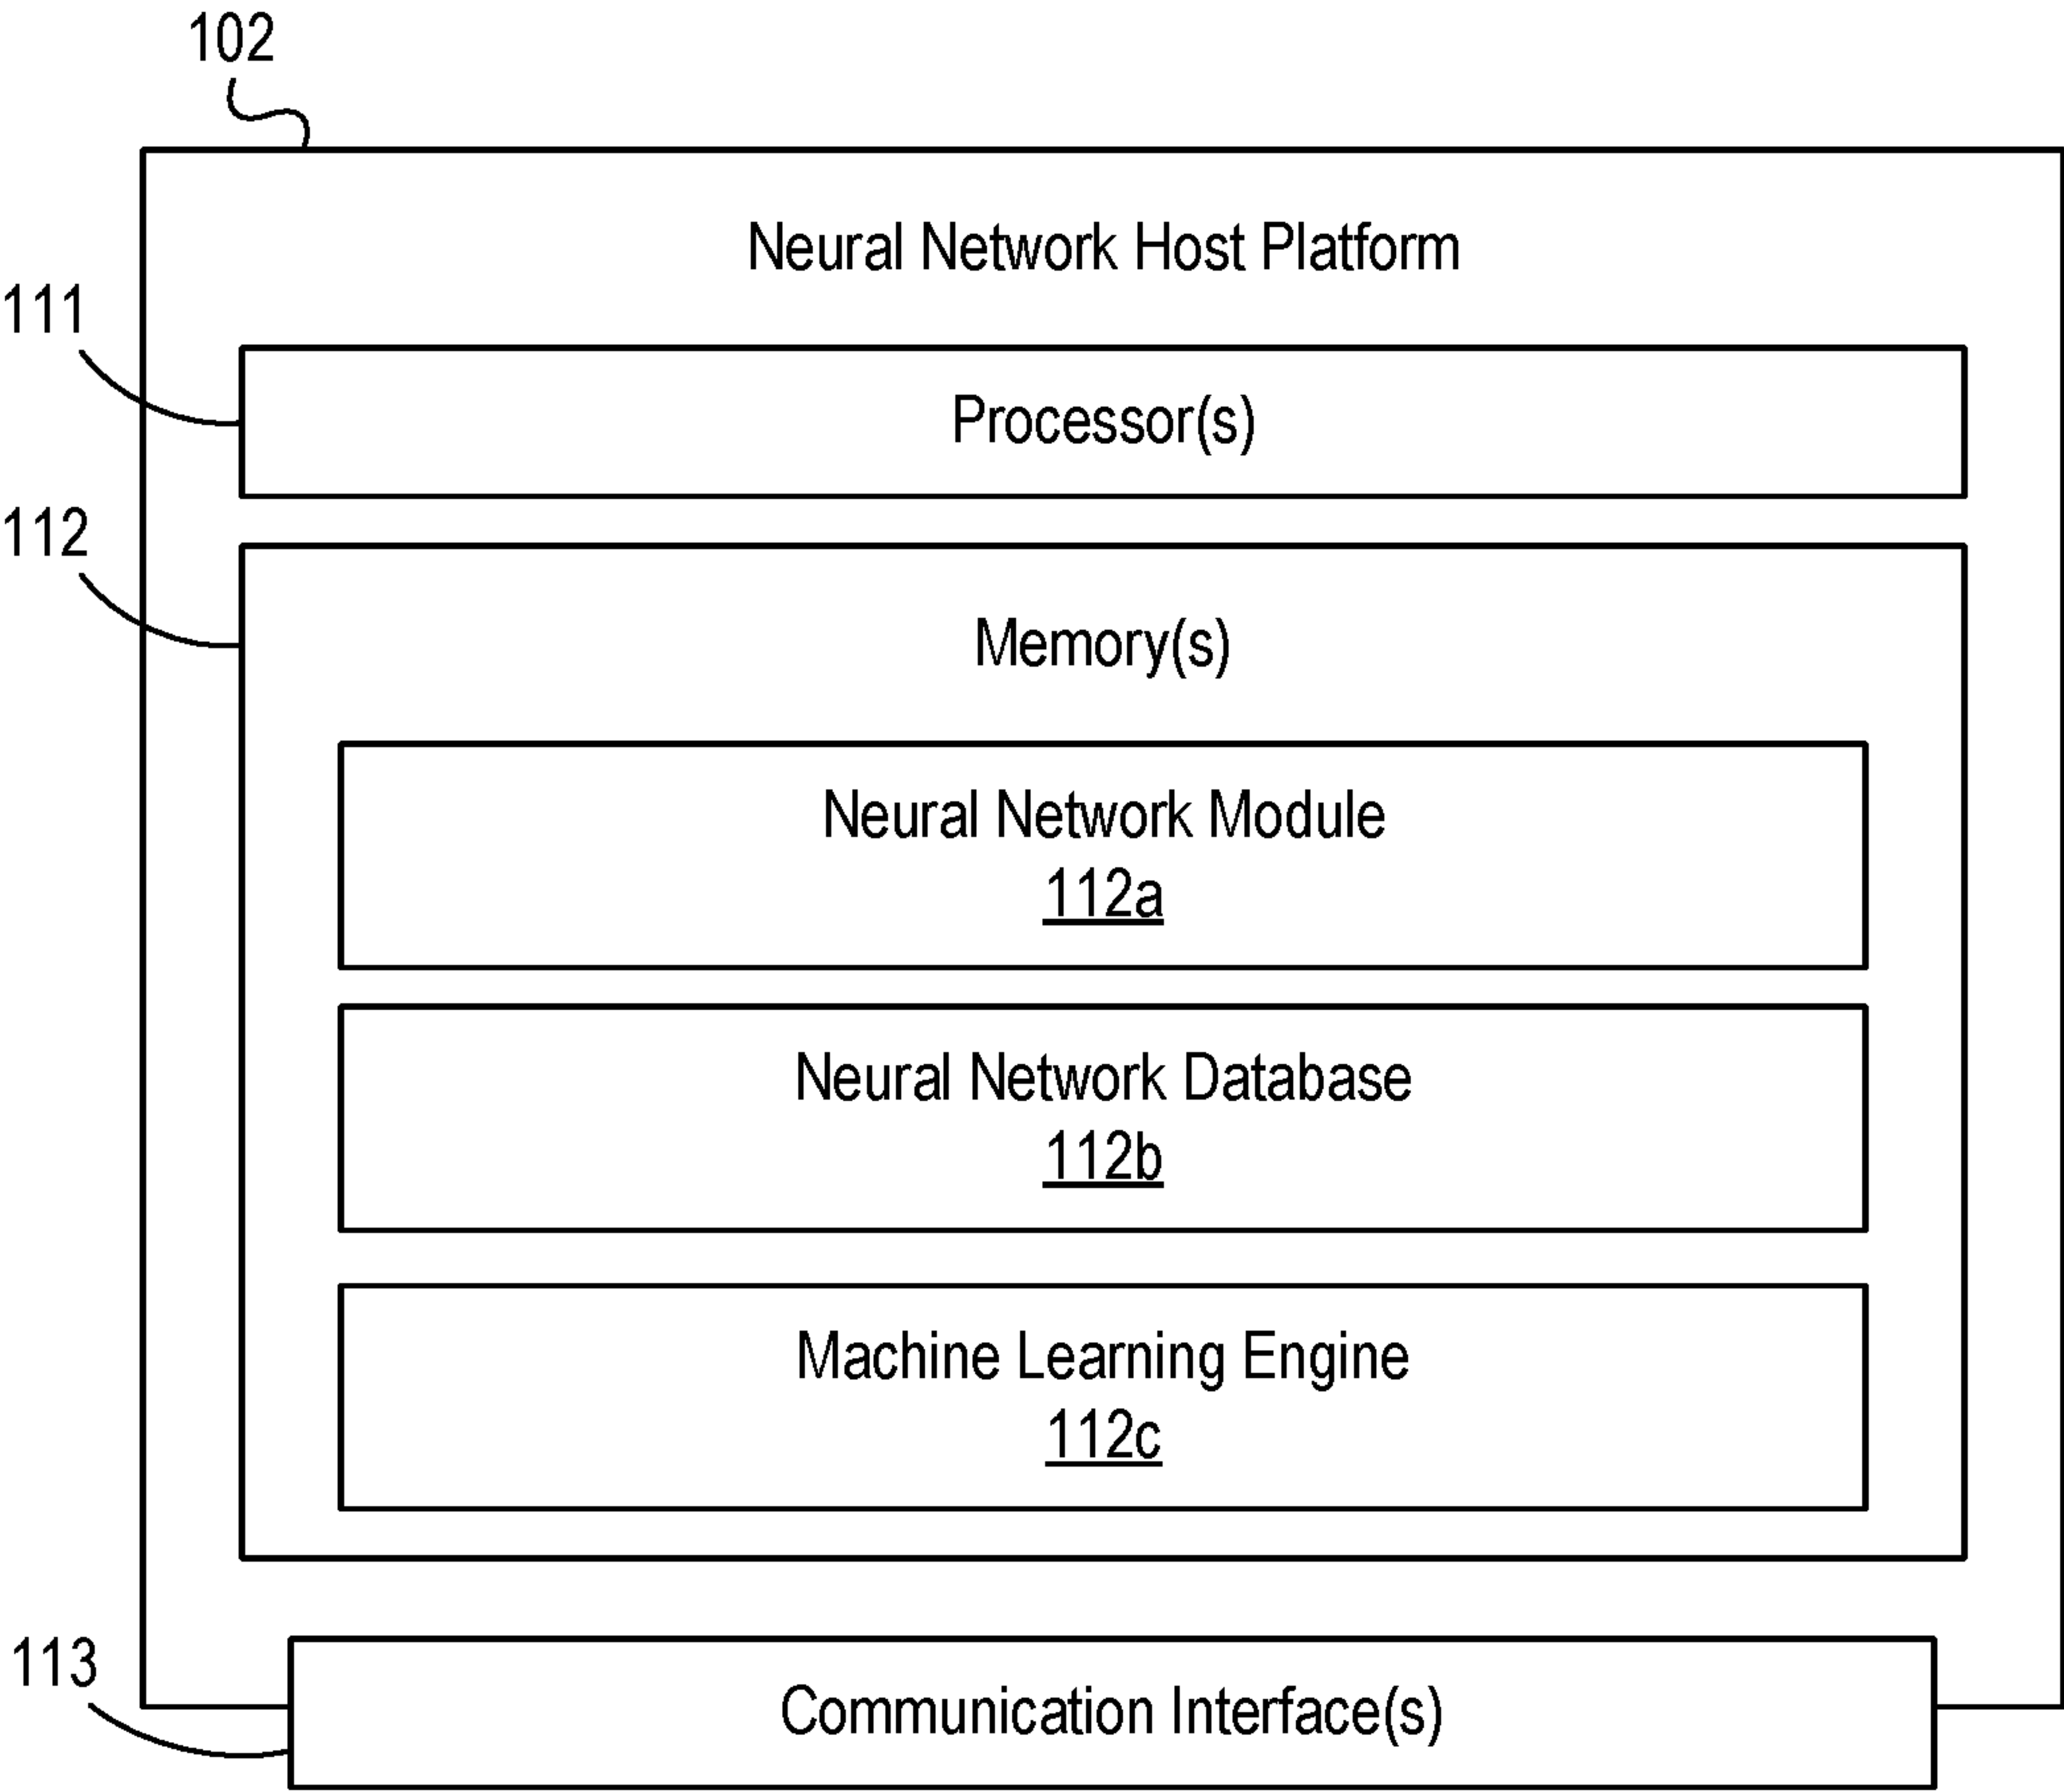 102
Neural Network Host Platform
111
Processor(s)
112
Memory(s)
Neural Network Module
112a
Neural Network Database
112b
Machine Learning Engine
112c
113
Communication Interface(s)